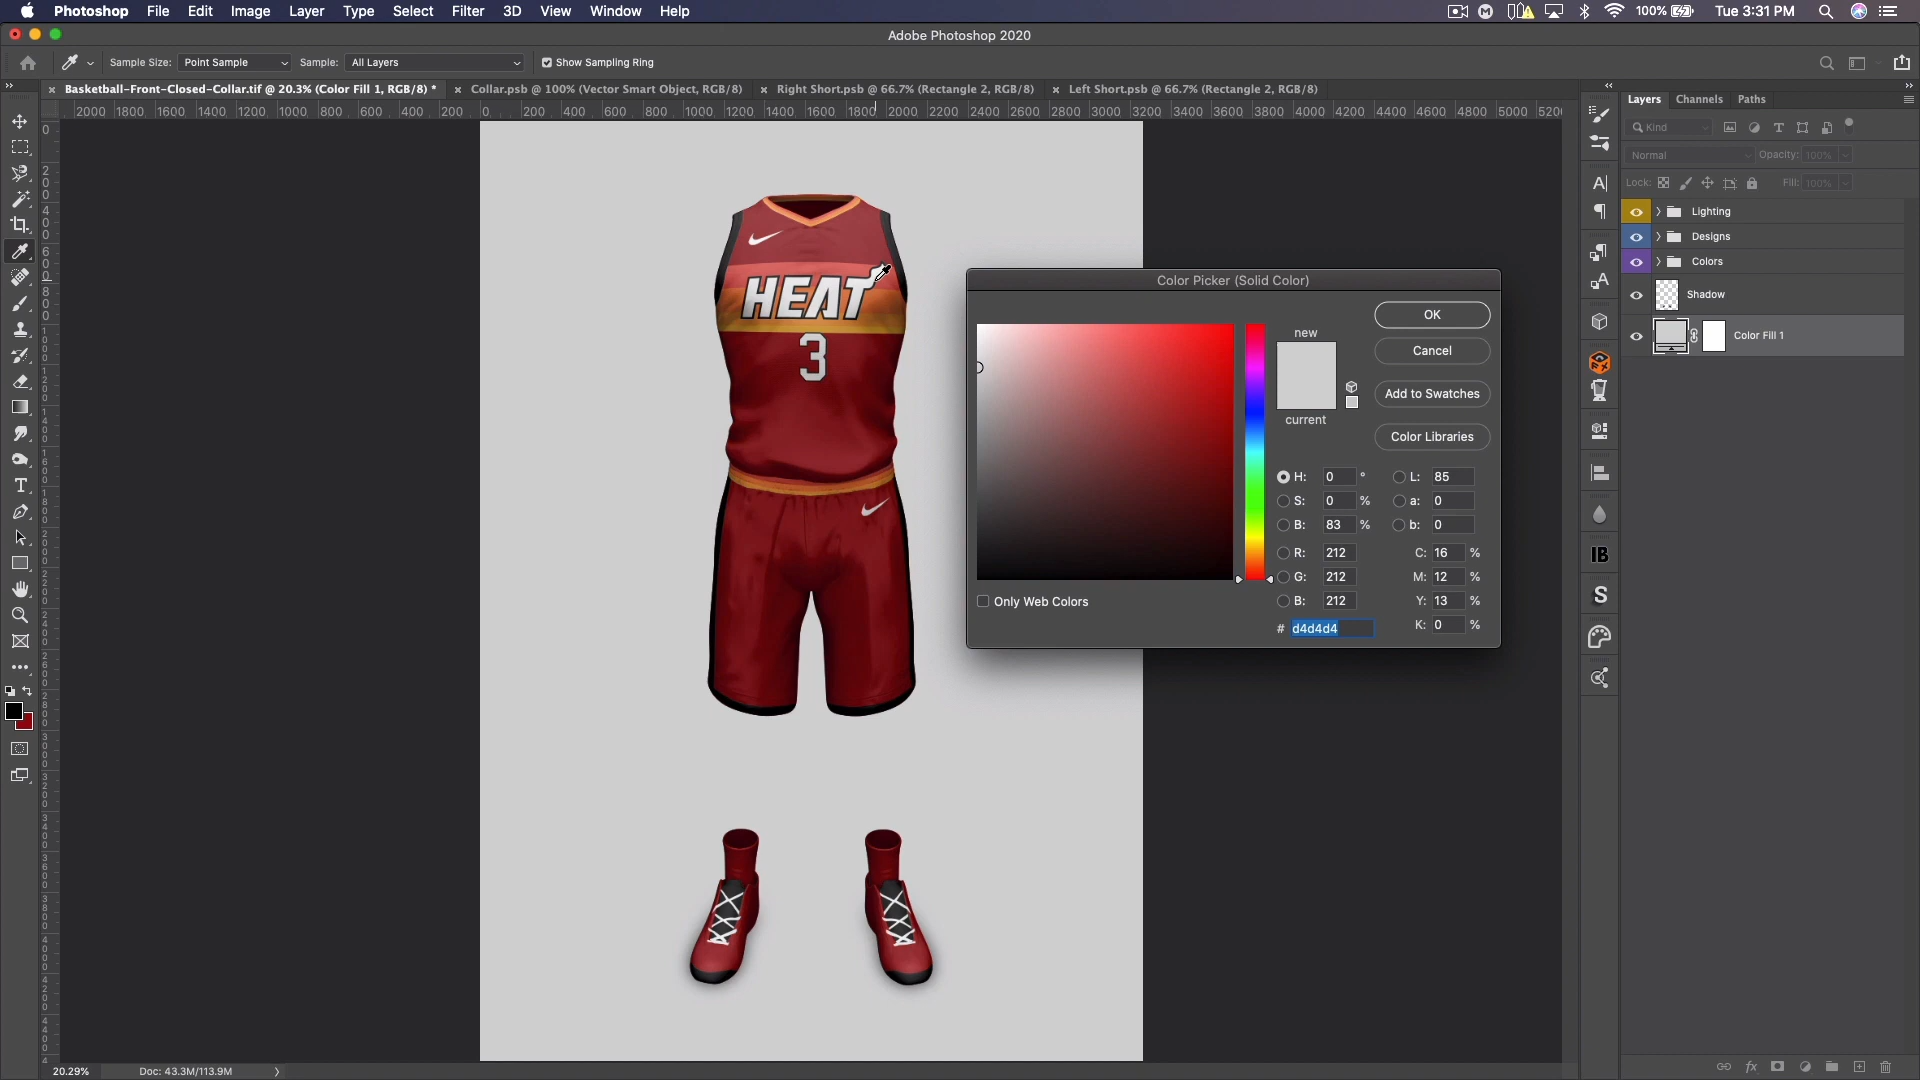 Photoshop File Edit Image Layer Type Select Filter 3D View Window Help 100% Tue 3:31 PM
Adobe Photoshop 2020
Sample Size: Point Sample Sample: All Layers Show Sampling Ring
Basketball-Front-Closed-Collar.tif @ 20.3% (Color Fill 1, RGB/8) * Collar.psb @ 100% (Vector Smart Object, RGB/8) Right Short.psb @ 66.7% (Rectangle 2, RGB/8) Left Short.psb @ 66.7% (Rectangle 2, RGB/8)
2000 1800 1600 1400 1200 1000 800 600 400 200 0 200 400 600 800 1000 1200 1400 1600 1800 2000 2200 2400 2600 2800 3000 3200 3400 3600 3800 4000 4200 4400 4600 4800 5000
Layers Channels Paths
Kind
Normal Opacity: 100%
Lock: Fill: 100%
Lighting
Designs
Colors
Shadow
Color Fill 1
HEAT
3
Color Picker (Solid Color)
new
current
OK
Cancel
Add to Swatches
Color Libraries
H: 0 ° L: 85
S: 0 % a: 0
B: 83 % b: 0
R: 212 C: 16 %
G: 212 M: 12 %
B: 212 Y: 13 %
# d4d4d4 K: 0 %
Only Web Colors
20.29% Doc: 43.3M/113.9M